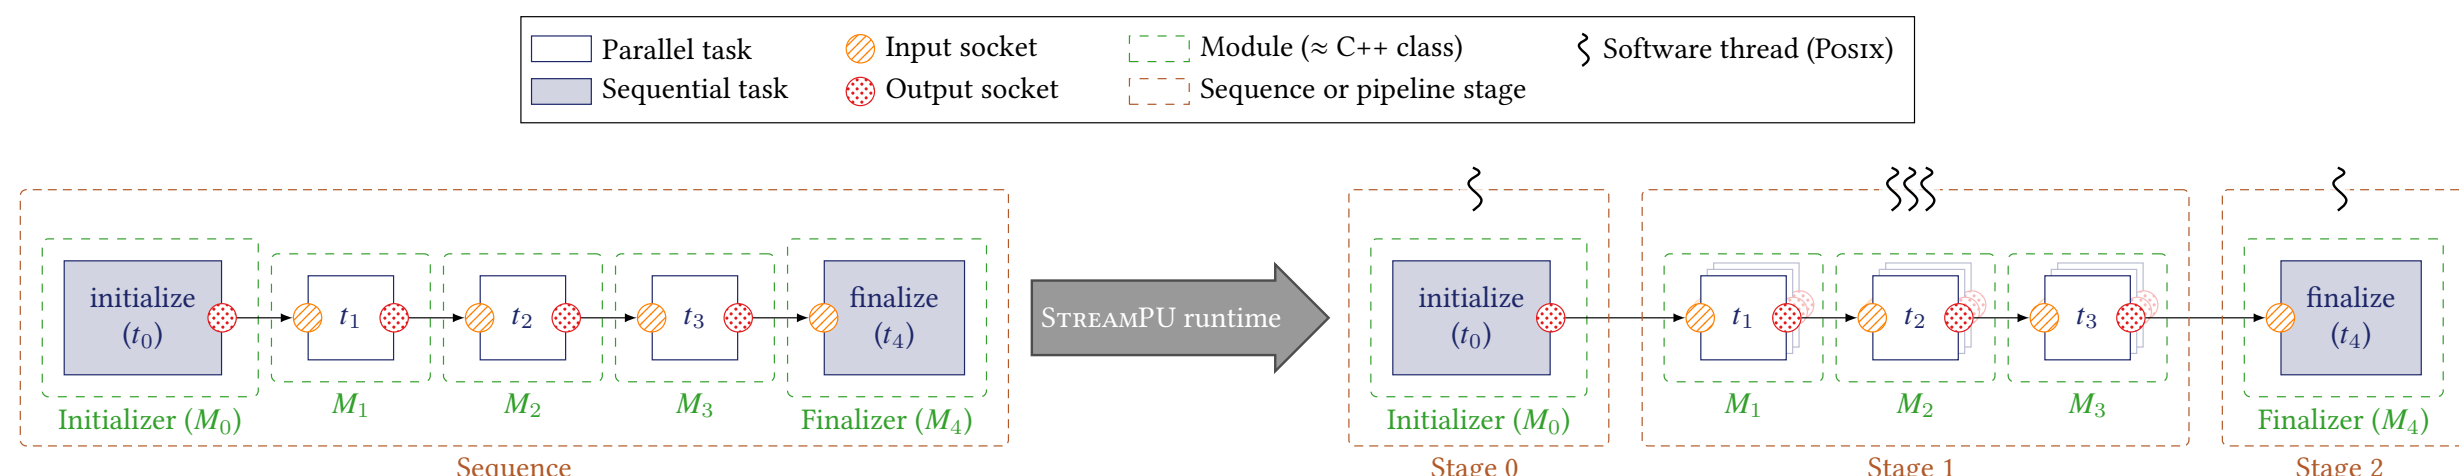 Parallel task
Input socket
Module (≈ C++ class)
Software thread (POSIX)
Sequential task
Output socket
Sequence or pipeline stage
initialize
(t₀)
t₁
t₂
t₃
finalize
(t₄)
Initializer (M₀)
M₁
M₂
M₃
Finalizer (M₄)
Sequence
STREAMPU runtime
initialize
(t₀)
Initializer (M₀)
Stage 0
t₁
t₂
t₃
M₁
M₂
M₃
Stage 1
finalize
(t₄)
Finalizer (M₄)
Stage 2